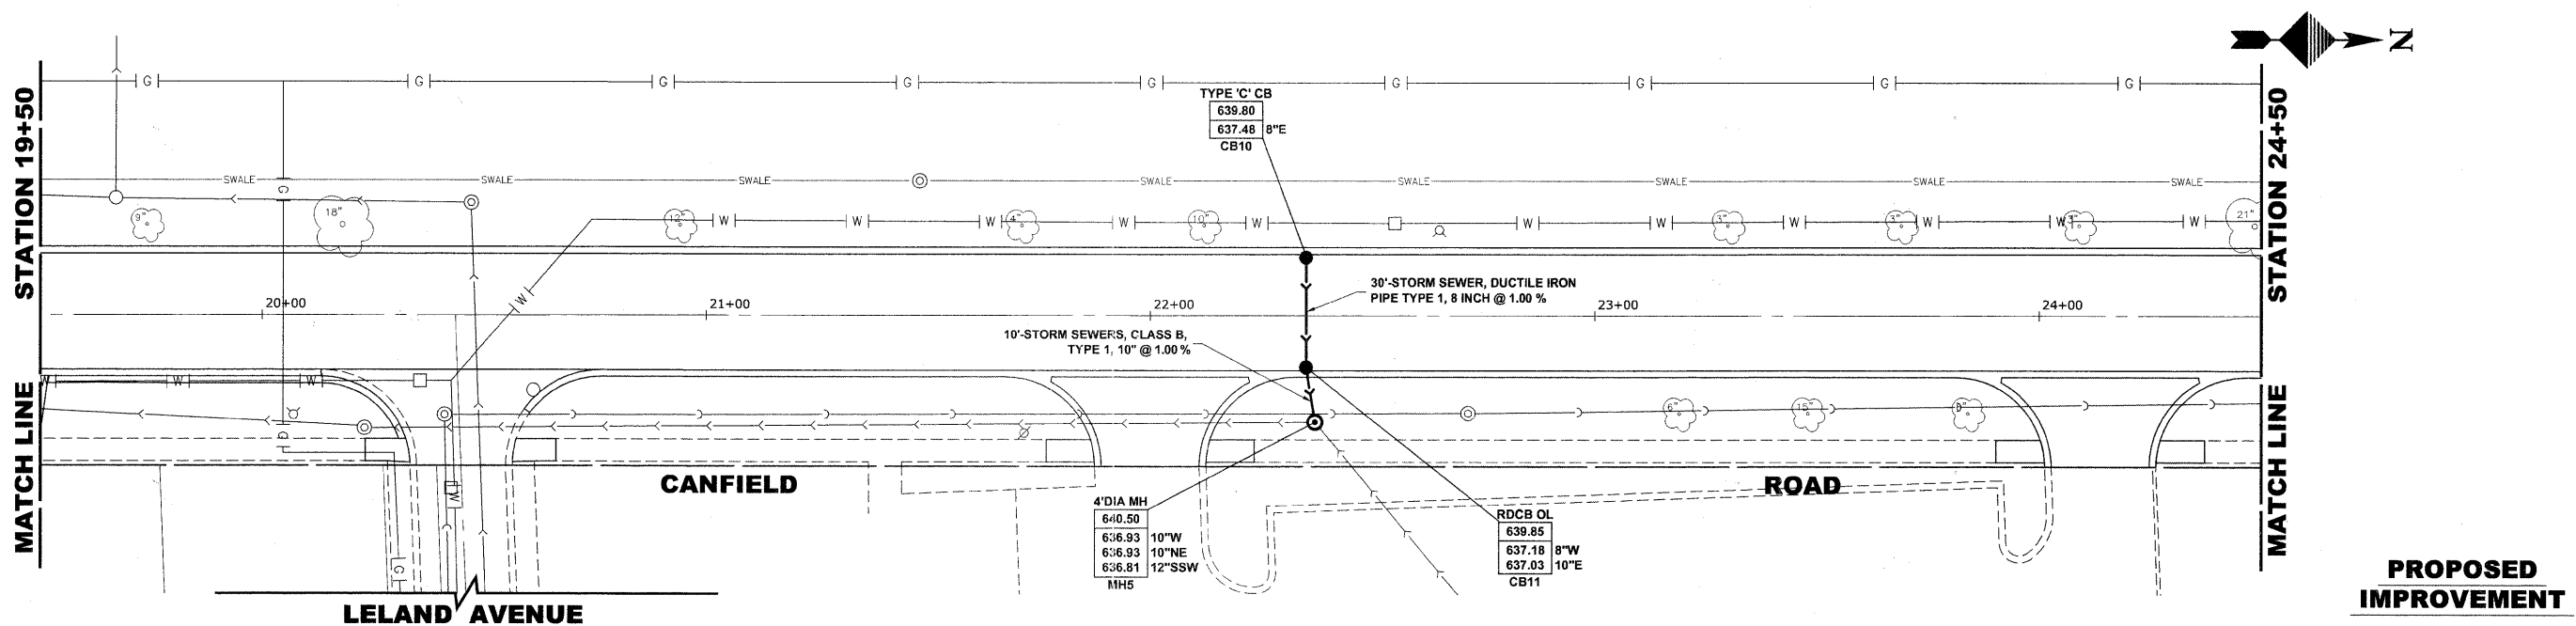 N
G G G G G G G G G
TYPE 'C' CB
639.80
637.48 8"E
CB10
STATION 19+50
STATION 24+50
SWALE SWALE SWALE SWALE SWALE SWALE SWALE SWALE
G
9" 18" 12" W W W 4" W 10" W W W 3" W 3" W W 3" W 21"
W
30'-STORM SEWER, DUCTILE IRON
PIPE TYPE 1, 8 INCH @ 1.00 %
20+00 21+00 22+00 23+00 24+00
10'-STORM SEWERS, CLASS B,
TYPE 1, 10" @ 1.00 %
W W W
6" 15"
G
MATCH LINE
MATCH LINE
CANFIELD ROAD
W
4'DIA MH
640.50
636.93 10"W
636.93 10"NE
636.81 12"SSW
MH5
RDCB OL
639.85
637.18 8"W
637.03 10"E
CB11
G
LELAND AVENUE
PROPOSED
IMPROVEMENT